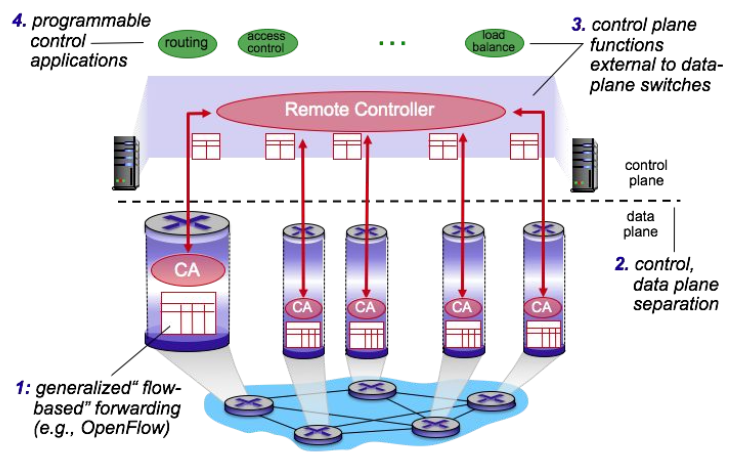 4. programmable
control
applications
routing
access
control
...
load
balance
3. control plane
functions
external to data-
plane switches
Remote Controller
control
plane
data
plane
CA
CA
CA
CA
CA
2. control,
data plane
separation
1: generalized“ flow-
based” forwarding
(e.g., OpenFlow)